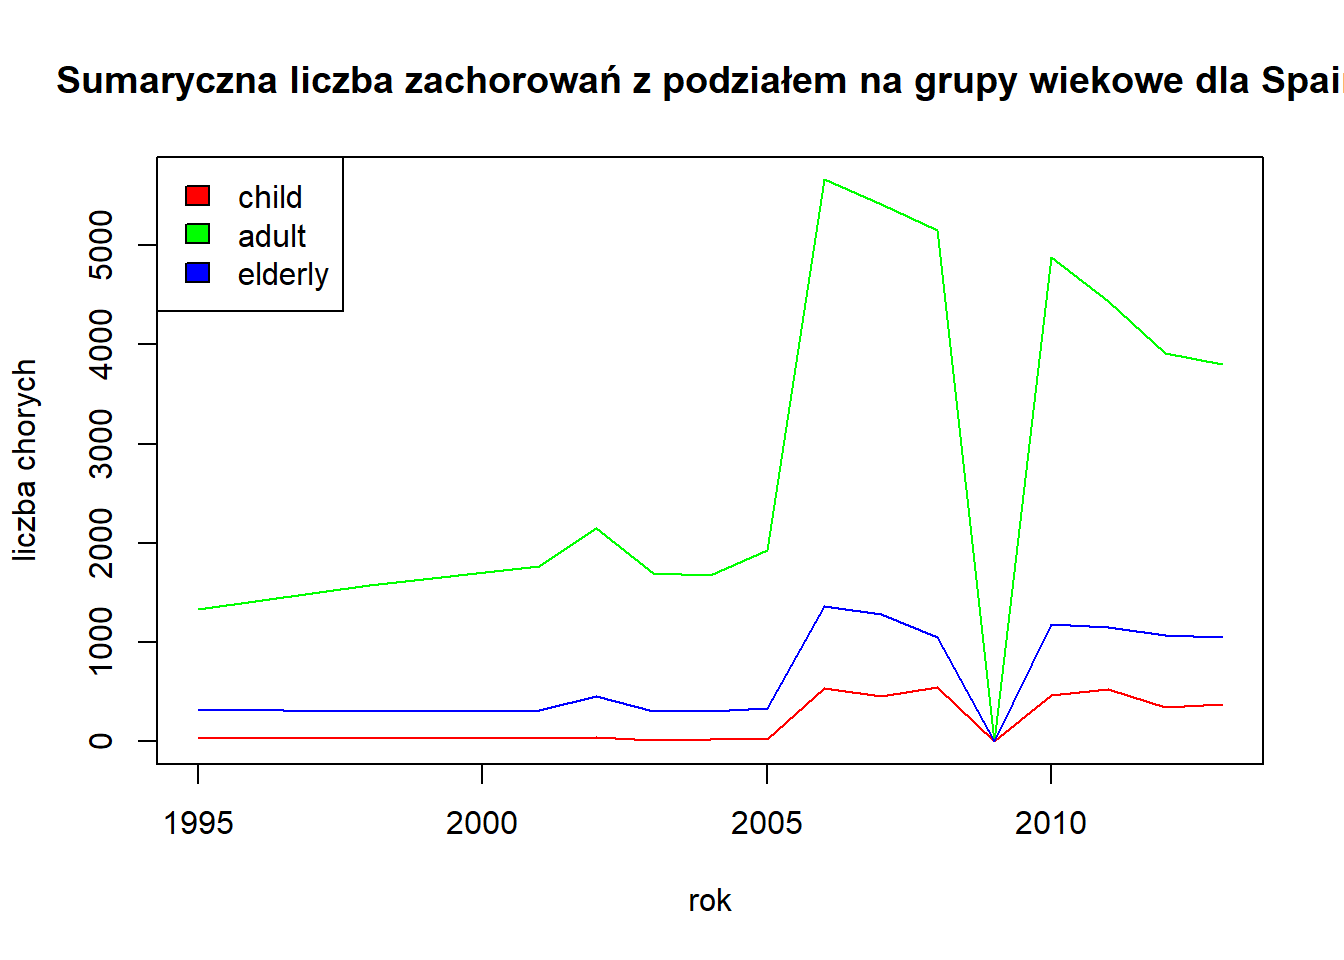 Sumaryczna liczba zachorowań z podziałem na grupy wiekowe dla Spai
child
adult
elderly
liczba chorych
5000
4000
3000
2000
1000
0
1995 2000 2005 2010
rok